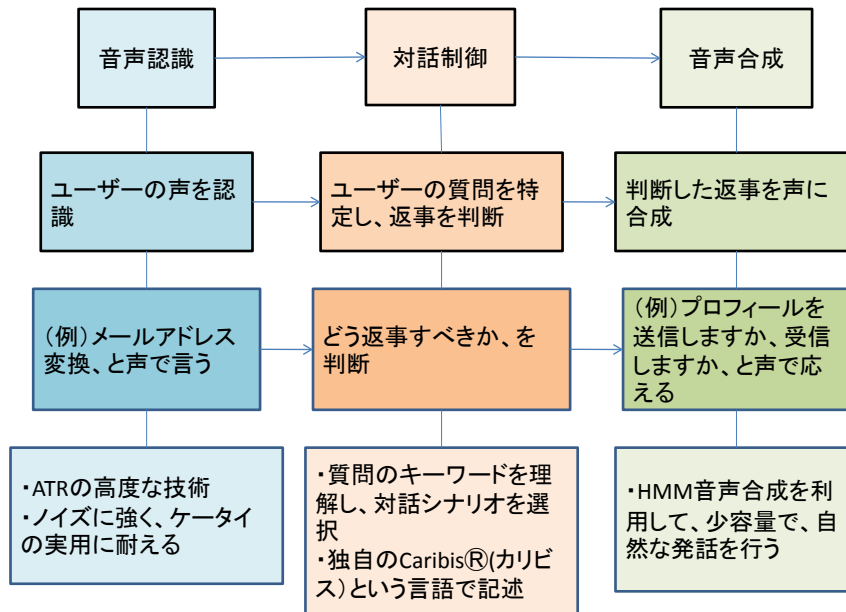 音声認識
対話制御
音声合成
ユーザーの声を認
識
ユーザーの質問を特
定し、返事を判断
判断した返事を声に
合成
（例）メールアドレス
変換、と声で言う
どう返事すべきか、を
判断
（例）プロフィールを
送信しますか、受信
しますか、と声で応
える
・ATRの高度な技術
・ノイズに強く、ケータイ
の実用に耐える
・質問のキーワードを理
解し、対話シナリオを選
択
・独自のCaribisⓇ(カリビ
ス）という言語で記述
・HMM音声合成を利
用して、少容量で、自
然な発話を行う